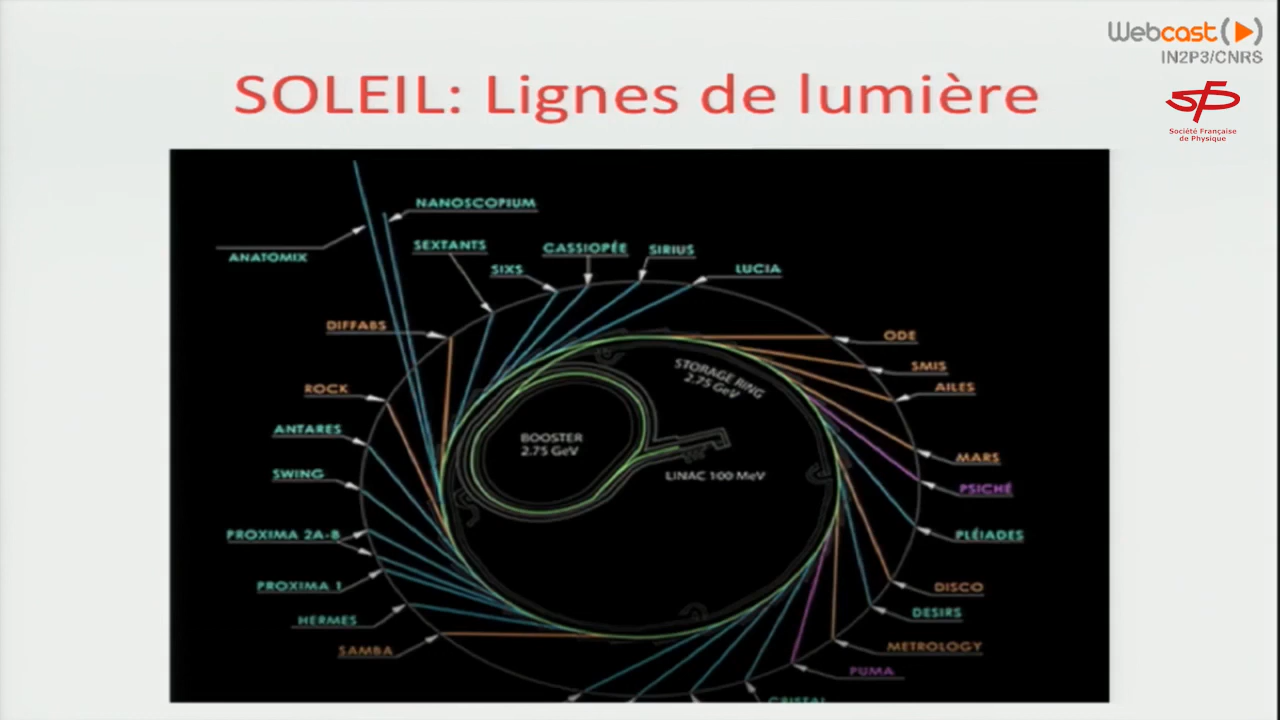 Webcast
IN2P3/CNRS
SOLEIL: Lignes de lumière
Société Française
de Physique
NANOSCOPIUM
ANATOMIX
SEXTANTS
CASSIOPÉE
SIRIUS
SIXS
LUCIA
DIFFABS
ODE
STORAGE RING
2.75 GeV
SMIS
ROCK
AILES
ANTARES
BOOSTER
2.75 GeV
MARS
SWING
LINAC 100 MeV
PSICHÉ
PROXIMA 2A-B
PLÉIADES
PROXIMA 1
DISCO
HERMES
DESIRS
SAMBA
METROLOGY
PUMA
CRISTAL